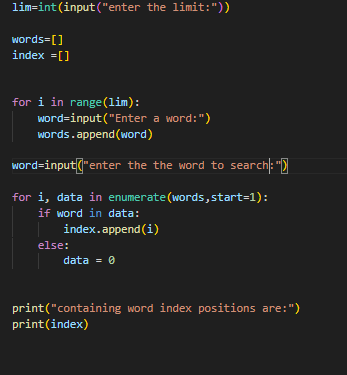 lim=int(input("enter the limit:"))
words=[]
index =[]
for i in range(lim):
    word=input("Enter a word:")
    words.append(word)
word=input("enter the the word to search:")
for i, data in enumerate(words,start=1):
    if word in data:
        index.append(i)
    else:
        data = 0
print("containing word index positions are:")
print(index)